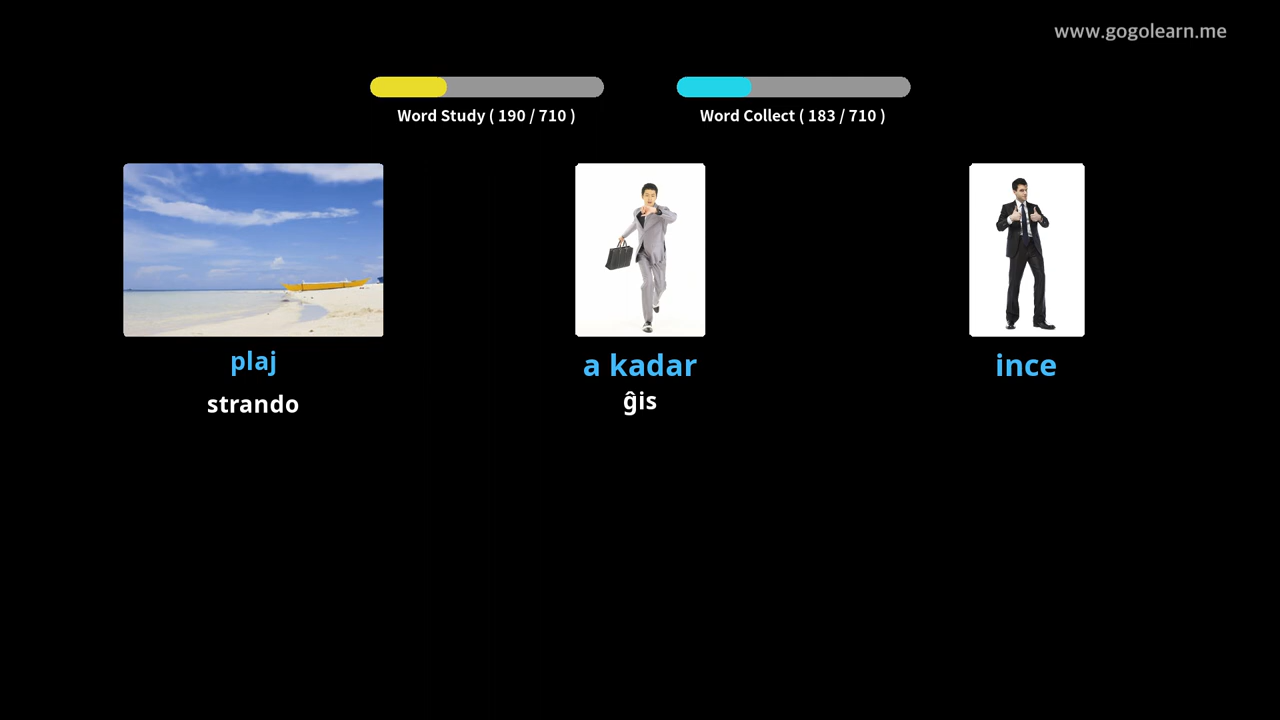 www.gogolearn.me
Word Study ( 190 / 710 )
Word Collect ( 183 / 710 )
plaj
strando
a kadar
ĝis
ince